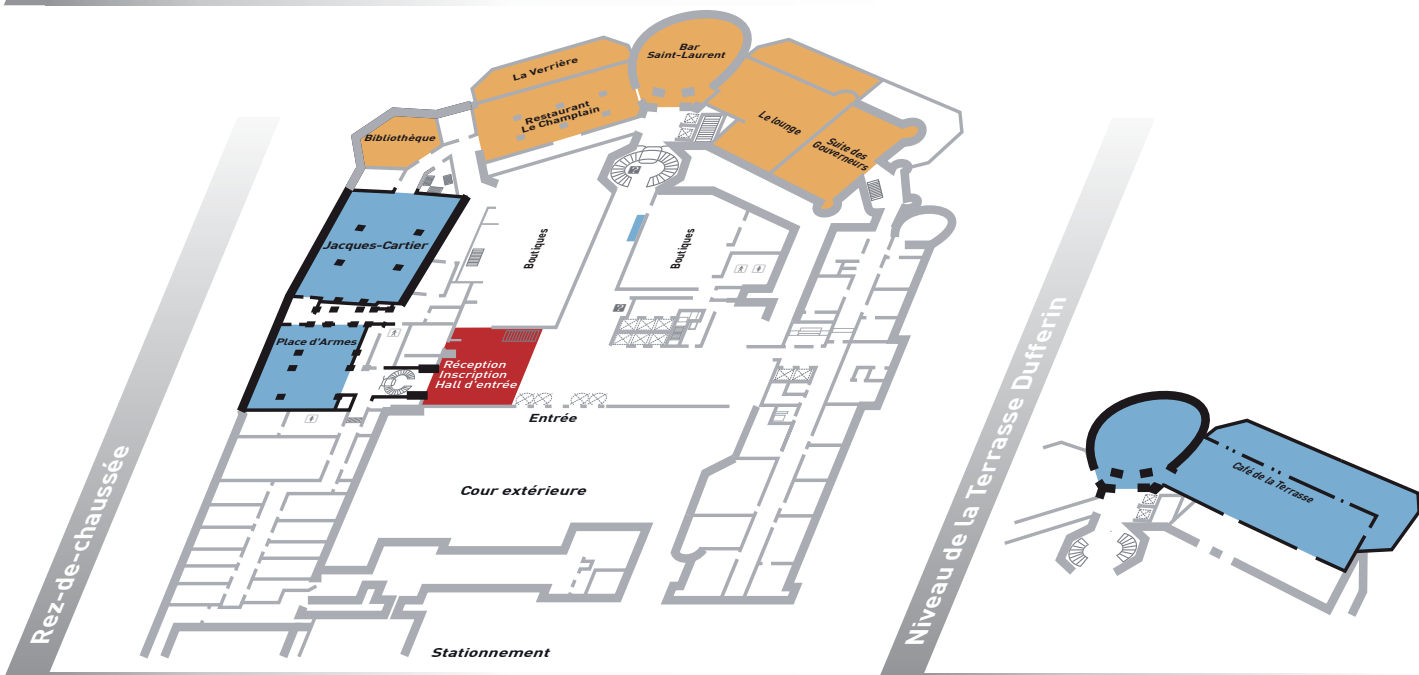 Bar
Saint-Laurent
La Verrière
Restaurant
Le Champlain
Le lounge
Suite des
Gouverneurs
Bibliothèque
Jacques-Cartier
Boutiques
Boutiques
Place d'Armes
Réception
Inscription
Hall d'entrée
Entrée
Cour extérieure
Stationnement
Rez-de-chaussée
Niveau de la Terrasse Dufferin
Café de la Terrasse